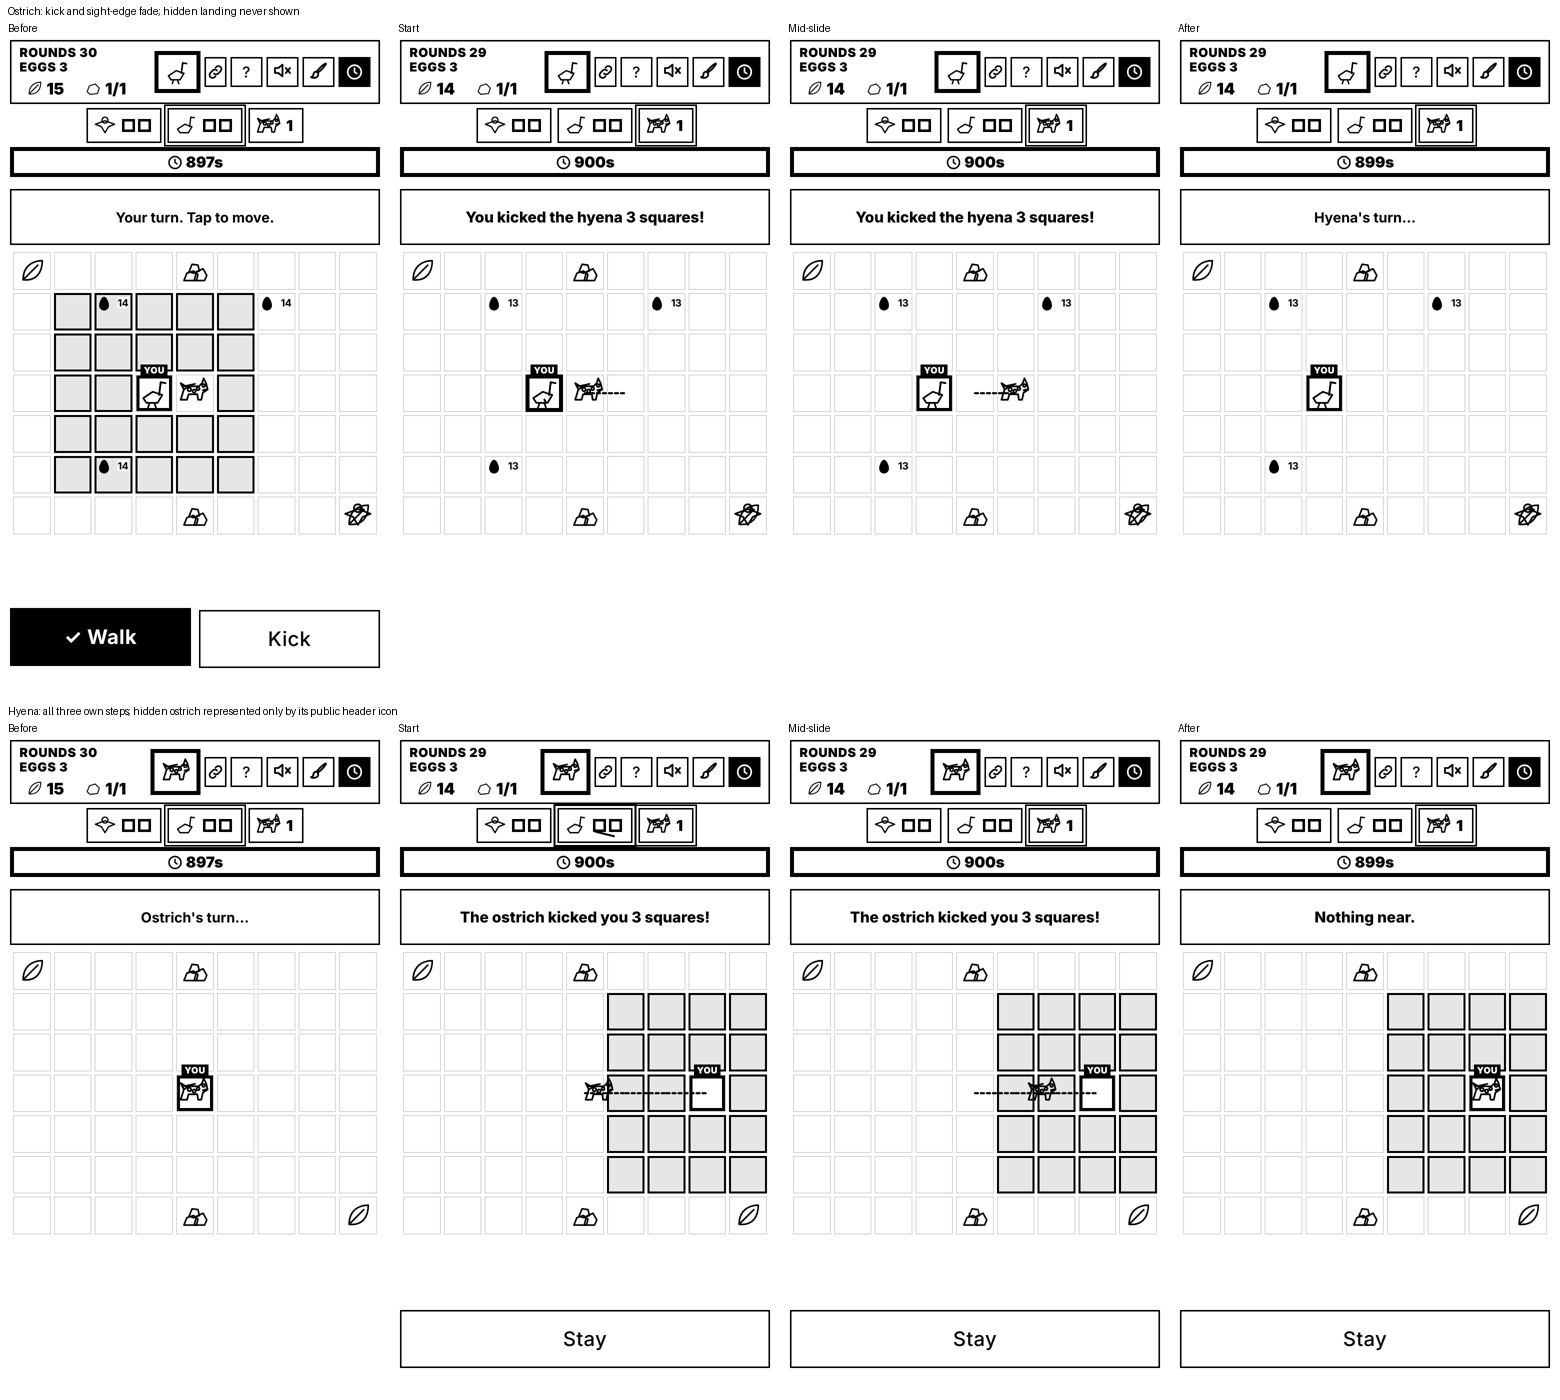 Ostrich: kick and sight-edge fade; hidden landing never shown
Before
ROUNDS 30
EGGS 3
15 1/1
?
1
897s
Your turn. Tap to move.
14 14
YOU
14
✓ Walk
Kick
Start
ROUNDS 29
EGGS 3
14 1/1
?
1
900s
You kicked the hyena 3 squares!
13 13
YOU
13
Mid-slide
ROUNDS 29
EGGS 3
14 1/1
?
1
900s
You kicked the hyena 3 squares!
13 13
YOU
13
After
ROUNDS 29
EGGS 3
14 1/1
?
1
899s
Hyena's turn...
13 13
YOU
13
Hyena: all three own steps; hidden ostrich represented only by its public header icon
Before
ROUNDS 30
EGGS 3
15 1/1
?
1
897s
Ostrich's turn...
YOU
Start
ROUNDS 29
EGGS 3
14 1/1
?
1
900s
The ostrich kicked you 3 squares!
YOU
Stay
Mid-slide
ROUNDS 29
EGGS 3
14 1/1
?
1
900s
The ostrich kicked you 3 squares!
YOU
Stay
After
ROUNDS 29
EGGS 3
14 1/1
?
1
899s
Nothing near.
YOU
Stay